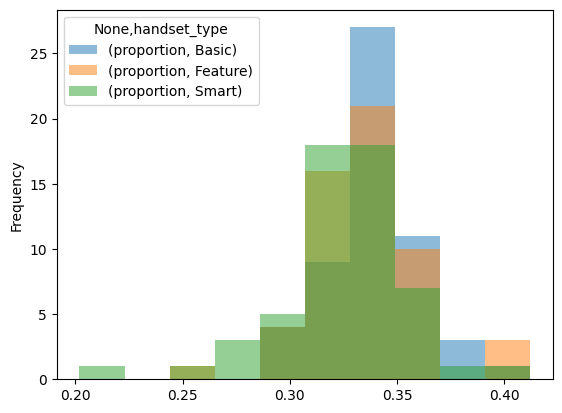 None,handset_type
(proportion, Basic)
(proportion, Feature)
(proportion, Smart)
Frequency
25
20
15
10
5
0
0.20
0.25
0.30
0.35
0.40